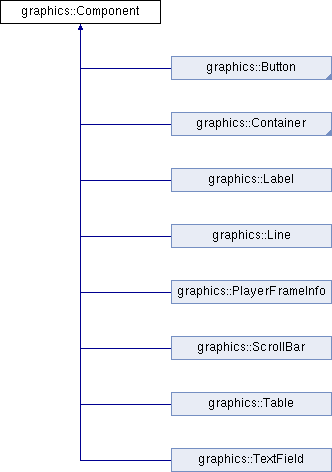 graphics::Component
graphics::Button
graphics::Container
graphics::Label
graphics::Line
graphics::PlayerFrameInfo
graphics::ScrollBar
graphics::Table
graphics::TextField